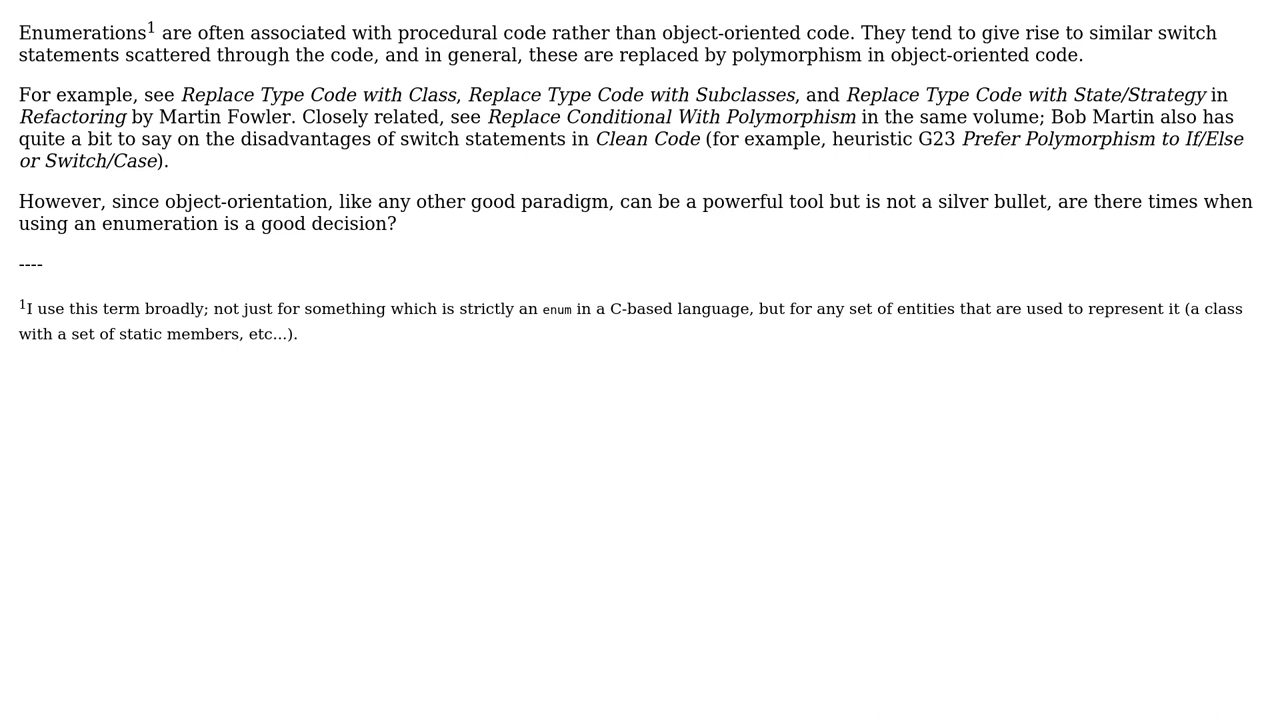 Enumerations1 are often associated with procedural code rather than object-oriented code. They tend to give rise to similar switch
statements scattered through the code, and in general, these are replaced by polymorphism in object-oriented code.
For example, see Replace Type Code with Class, Replace Type Code with Subclasses, and Replace Type Code with State/Strategy in
Refactoring by Martin Fowler. Closely related, see Replace Conditional With Polymorphism in the same volume; Bob Martin also has
quite a bit to say on the disadvantages of switch statements in Clean Code (for example, heuristic G23 Prefer Polymorphism to If/Else
or Switch/Case).
However, since object-orientation, like any other good paradigm, can be a powerful tool but is not a silver bullet, are there times when
using an enumeration is a good decision?
----
1I use this term broadly; not just for something which is strictly an enum in a C-based language, but for any set of entities that are used to represent it (a class
with a set of static members, etc...).